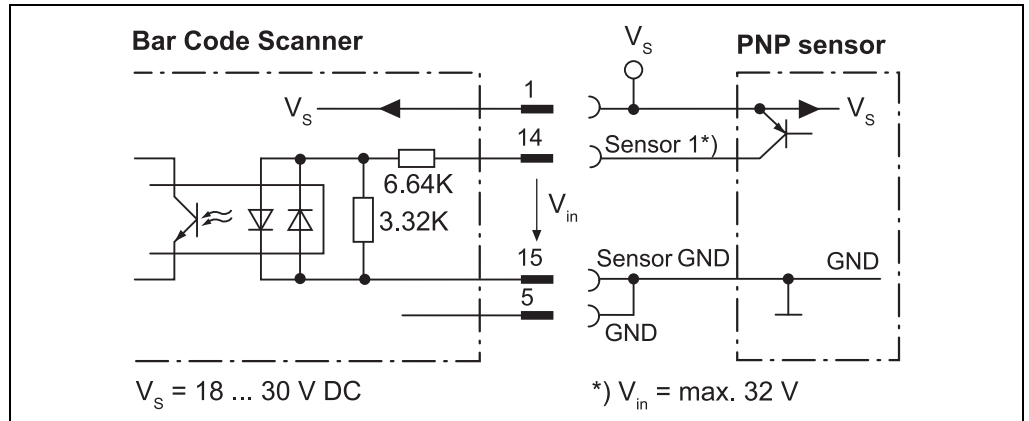 Bar Code Scanner
V_S
PNP sensor
1
V_S
V_S
14
Sensor 1*)
6.64K
3.32K
V_in
15
Sensor GND
GND
5
GND
V_S = 18 ... 30 V DC
*) V_in = max. 32 V